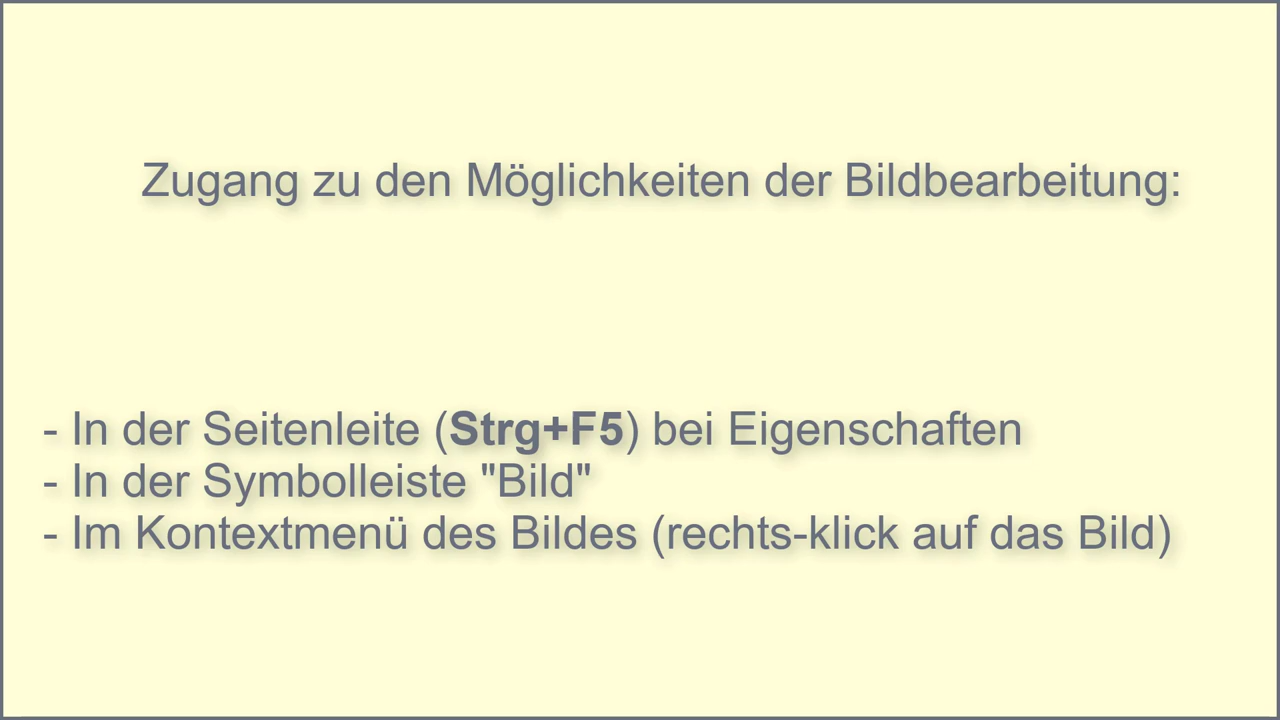 Zugang zu den Möglichkeiten der Bildbearbeitung:
- In der Seitenleite (Strg+F5) bei Eigenschaften
- In der Symbolleiste "Bild"
- Im Kontextmenü des Bildes (rechts-klick auf das Bild)